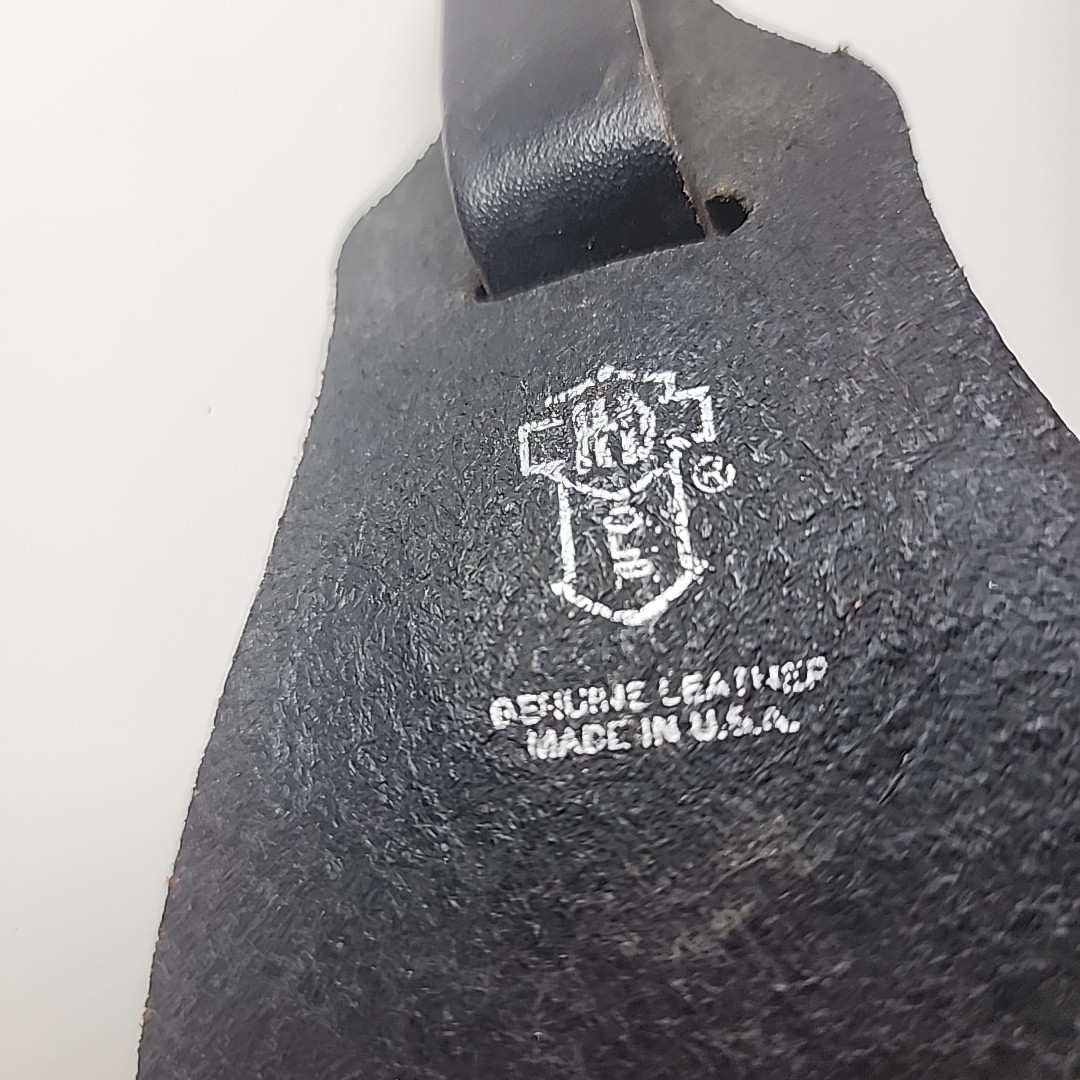 H-D
®
GENUINE LEATHER
MADE IN U.S.A.